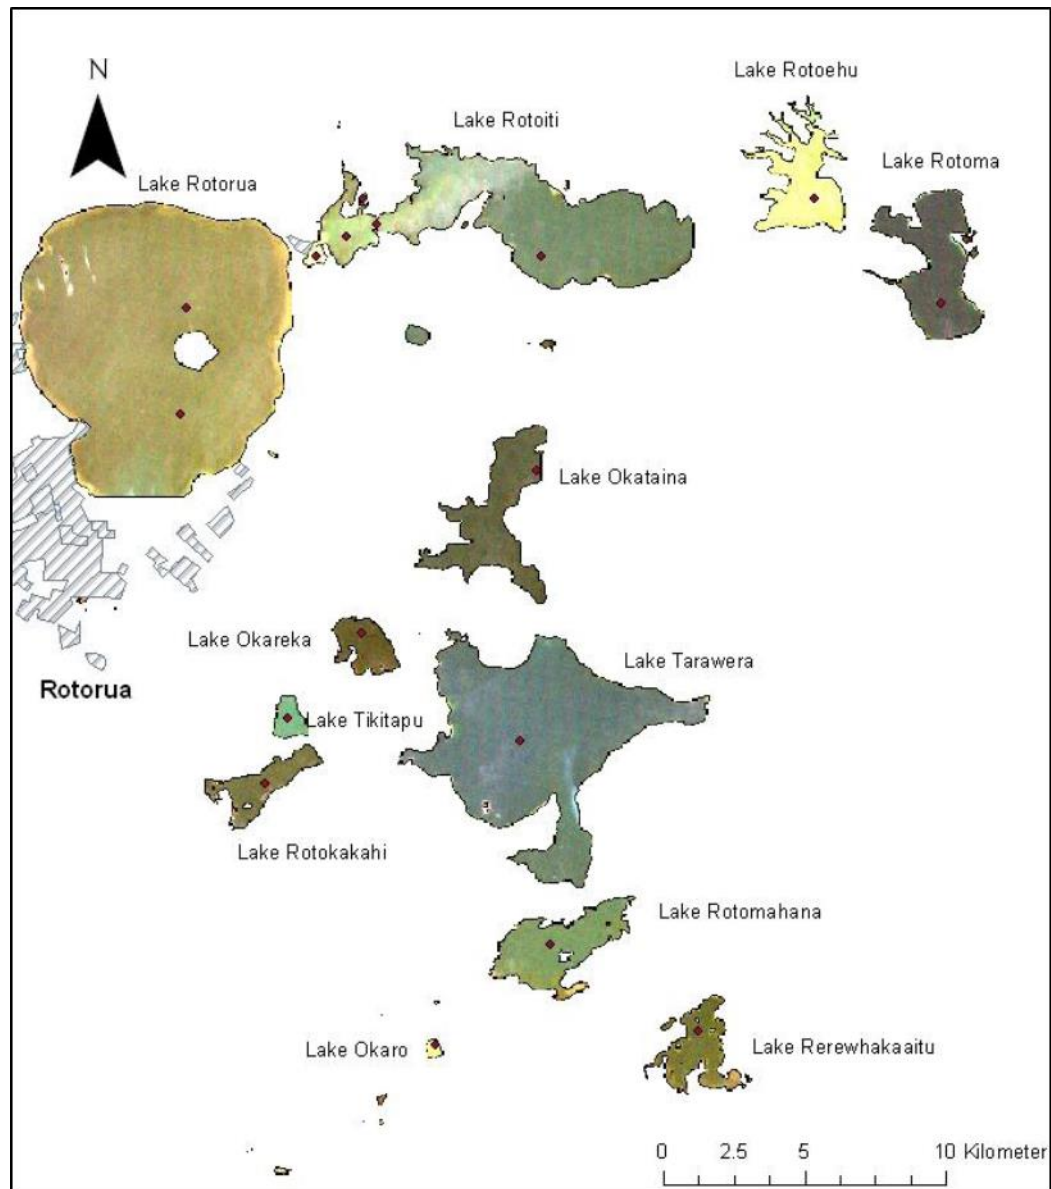 N
Lake Rotoehu
Lake Rotoiti
Lake Rotoma
Lake Rotorua
Lake Okataina
Lake Okareka
Lake Tarawera
Rotorua
Lake Tikitapu
Lake Rotokakahi
Lake Rotomahana
Lake Okaro
Lake Rerewhakaaitu
0 2.5 5 10 Kilometer